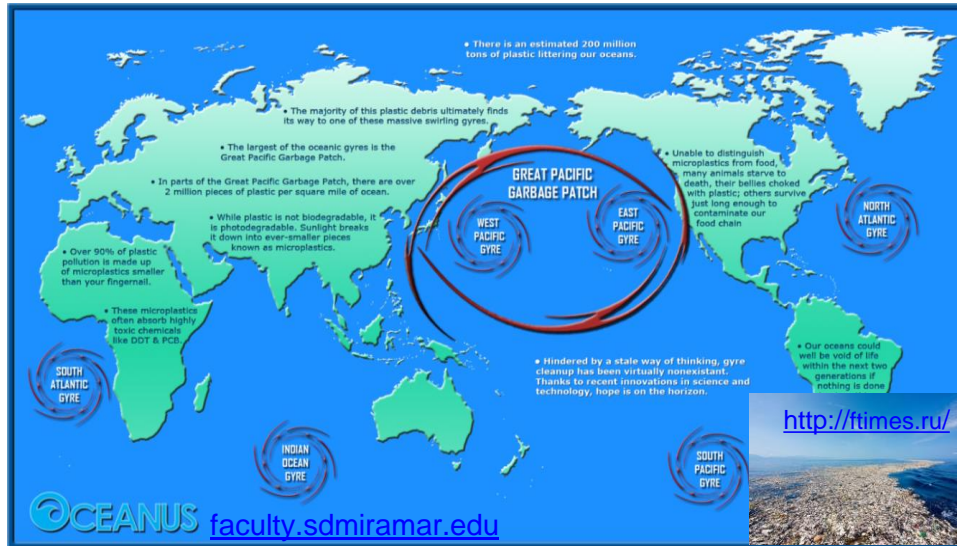 • There is an estimated 200 million
tons of plastic littering our oceans.
• The majority of this plastic debris ultimately finds
its way to one of these massive swirling gyres.
• The largest of the oceanic gyres is the
Great Pacific Garbage Patch.
• In parts of the Great Pacific Garbage Patch, there are over
2 million pieces of plastic per square mile of ocean.
• While plastic is not biodegradable, it
is photodegradable. Sunlight breaks
it down into ever-smaller pieces
known as microplastics.
• Over 90% of plastic
pollution is made up
of microplastics smaller
than your fingernail.
• These microplastics
often absorb highly
toxic chemicals
like DDT & PCB.
GREAT PACIFIC
GARBAGE PATCH
WEST
PACIFIC
GYRE
EAST
PACIFIC
GYRE
• Unable to distinguish
microplastics from food,
many animals starve to
death, their bellies choked
with plastic; others survive
just long enough to
contaminate our
food chain
NORTH
ATLANTIC
GYRE
SOUTH
ATLANTIC
GYRE
• Hindered by a stale way of thinking, gyre
cleanup has been virtually nonexistant.
Thanks to recent innovations in science and
technology, hope is on the horizon.
• Our oceans could
well be void of life
within the next two
generations if
nothing is done
INDIAN
OCEAN
GYRE
SOUTH
PACIFIC
GYRE
http://ftimes.ru/
OCEANUS
faculty.sdmiramar.edu